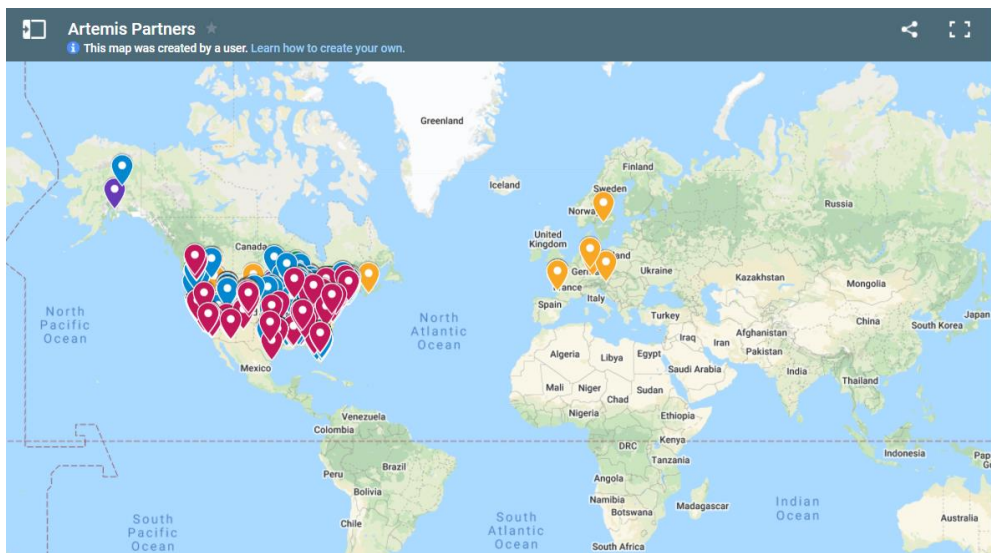 Artemis Partners
This map was created by a user. Learn how to create your own.
Greenland
Iceland
Finland
Sweden
Norwa
Russia
Canada
United
Kingdom
land
Ukraine
Kazakhstan
Mongolia
Spain
Italy
Turkey
North
Pacific
Ocean
North
Atlantic
Ocean
China
South Korea
Japan
Iraq
Iran
Afghanistan
Pakistan
Mexico
Algeria
Libya
Egypt
Saudi Arabia
India
Thailand
Mali
Niger
Chad
Sudan
Venezuela
Colombia
Nigeria
Ethiopia
DRC
Kenya
Tanzania
Indonesia
Peru
Brazil
Bolivia
Angola
Namibia
Botswana
Madagascar
Indian
Ocean
Chile
South
Pacific
Ocean
South
Atlantic
Ocean
South Africa
Australia